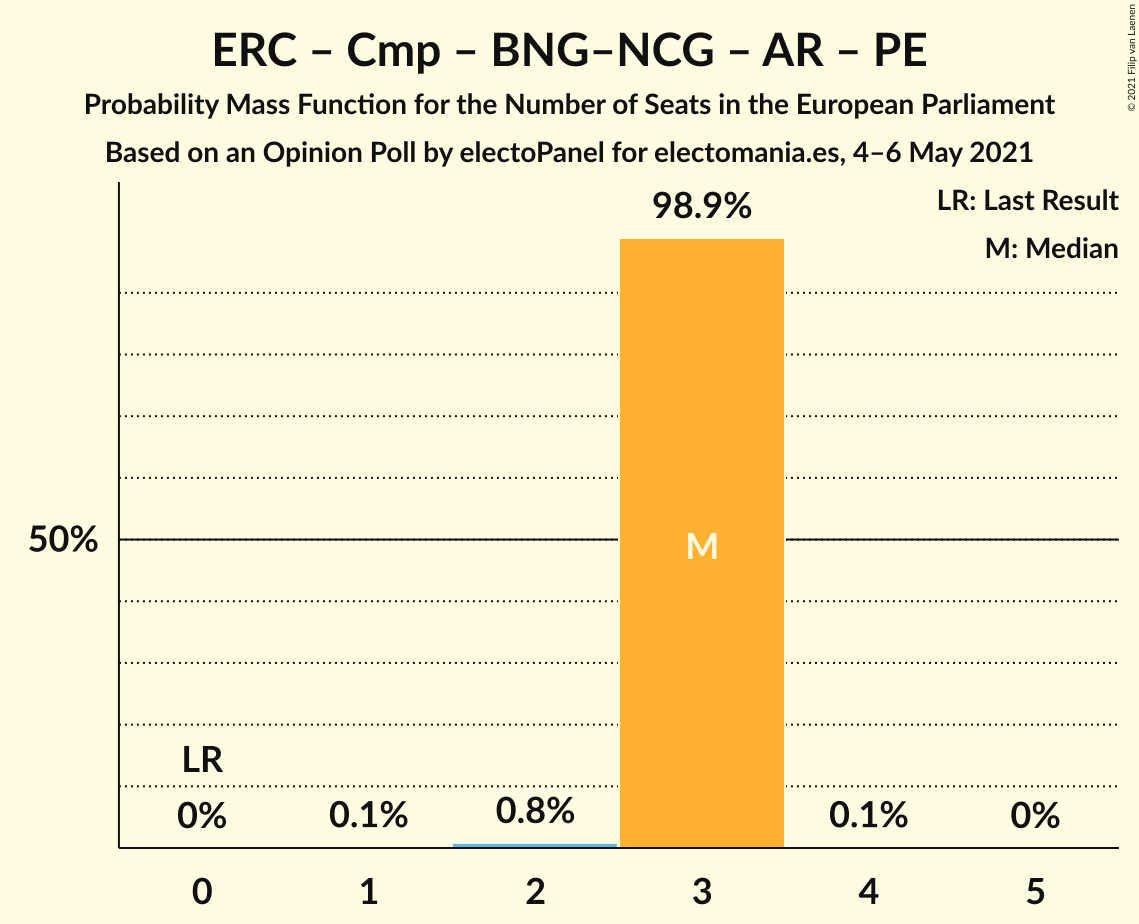 ERC – Cmp – BNG–NCG – AR – PE
Probability Mass Function for the Number of Seats in the European Parliament
Based on an Opinion Poll by electoPanel for electomania.es, 4–6 May 2021
© 2021 Filip van Laenen
LR: Last Result
M: Median
98.9%
50%
M
LR
0% 0.1% 0.8% 0.1% 0%
0 1 2 3 4 5